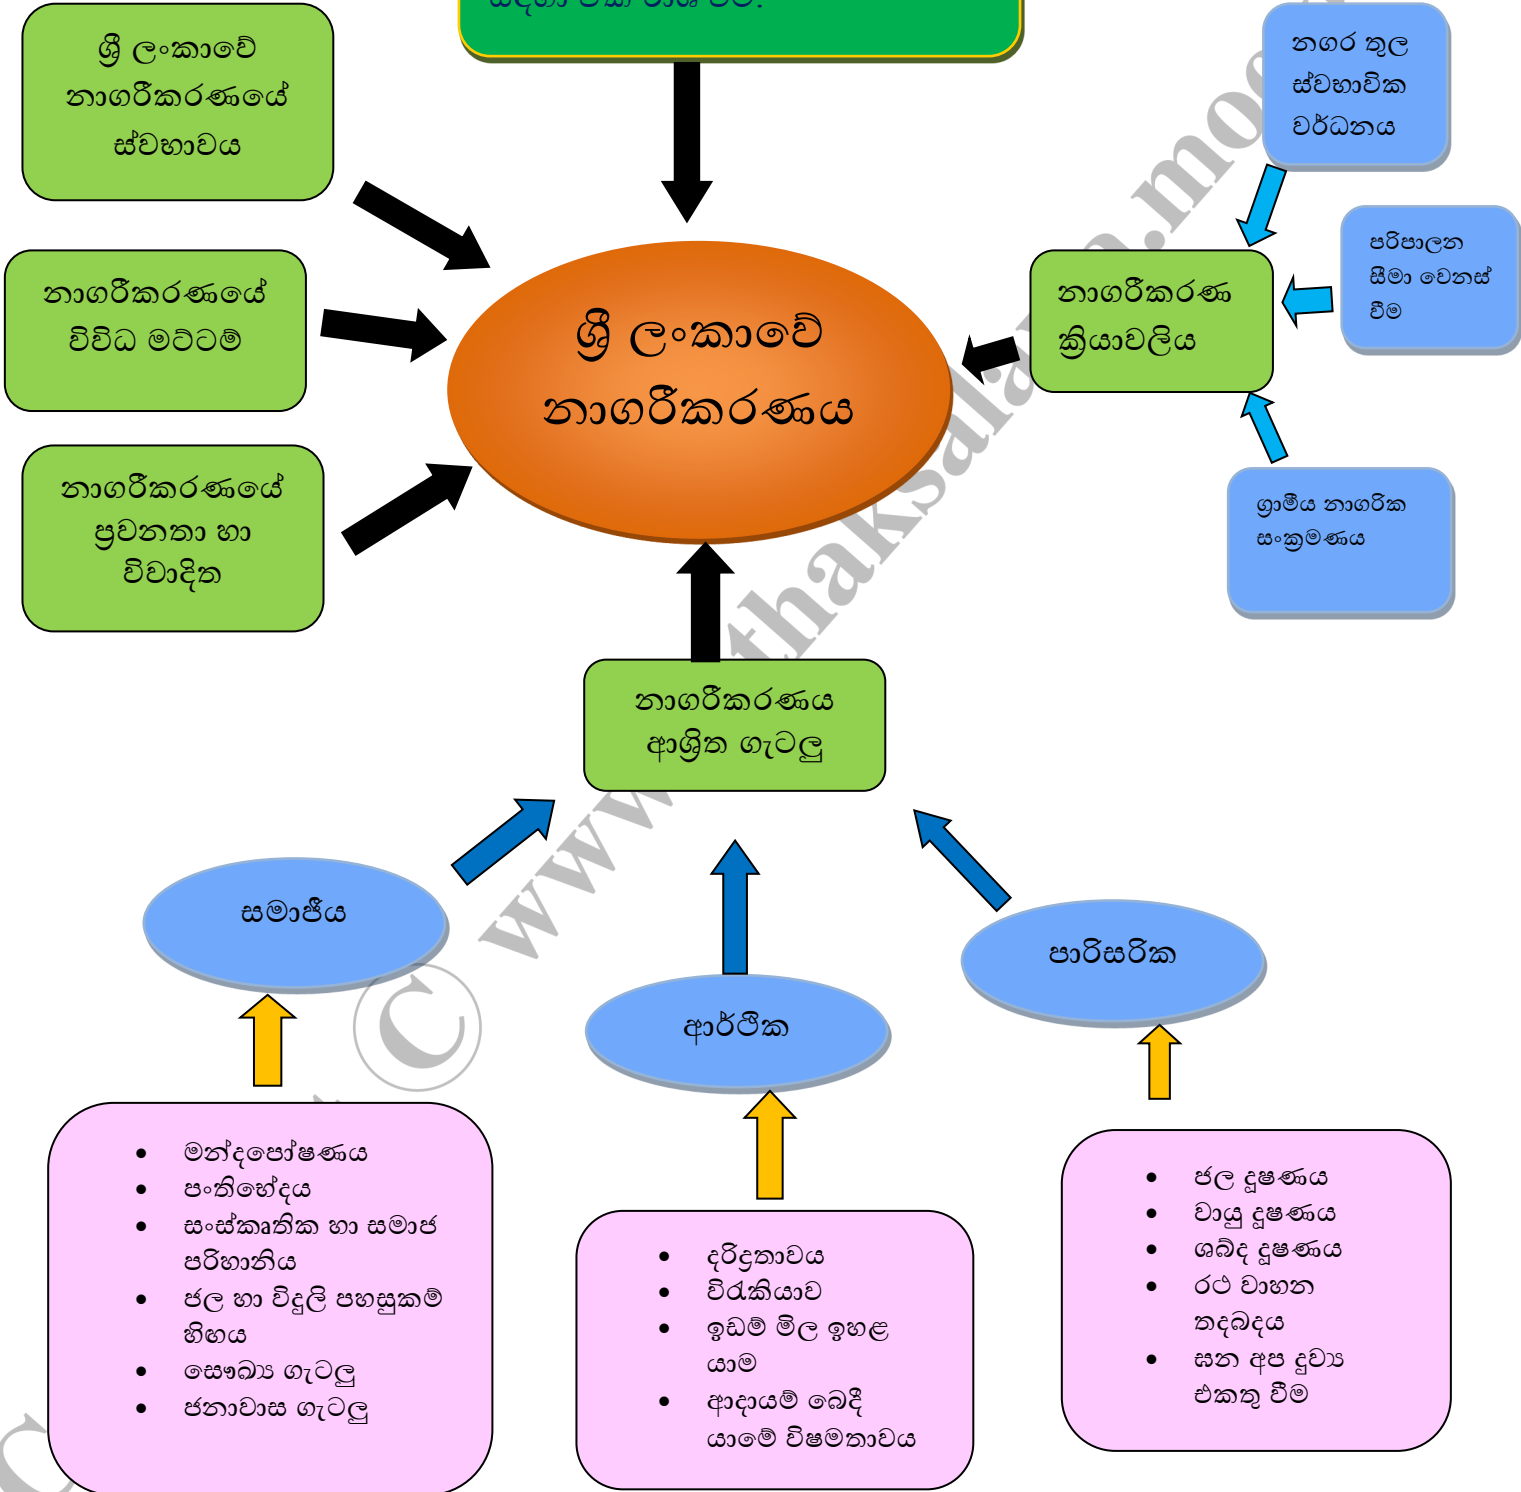 ශ්‍රී ලංකාවේ
නාගරීකරණයේ
ස්වභාවය
නගර තුල
ස්වභාවික
වර්ධනය
පරිපාලන
සීමා වෙනස්
වීම
නාගරීකරණයේ
විවිධ මට්ටම්
ශ්‍රී ලංකාවේ
නාගරීකරණය
නාගරීකරණ
ක්‍රියාවලිය
නාගරීකරණයේ
ප්‍රවනතා හා
විවාදිත
ග්‍රාමීය නාගරික
සංක්‍රමණය
නාගරීකරණය
ආශ්‍රිත ගැටලු
සමාජීය
ආර්ථික
පාරිසරික
• මන්දපෝෂණය
• පංතිභේදය
• සංස්කෘතික හා සමාජ
පරිහානිය
• ජල හා විදුලි පහසුකම්
හිඟය
• සෞඛ්‍ය ගැටලු
• ජනාවාස ගැටලු
• දරිද්‍රතාවය
• විරැකියාව
• ඉඩම් මිල ඉහළ
යාම
• ආදායම් බෙදී
යාමේ විෂමතාවය
• ජල දූෂණය
• වායු දූෂණය
• ශබ්ද දූෂණය
• රථ වාහන
තදබදය
• ඝන අප ද්‍රව්‍ය
එකතු වීම